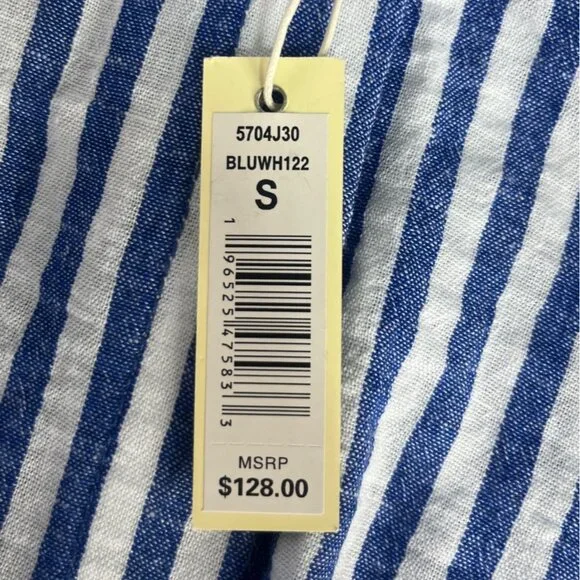 5704J30
BLUWH122
S
1 96525 47583 3
MSRP
$128.00